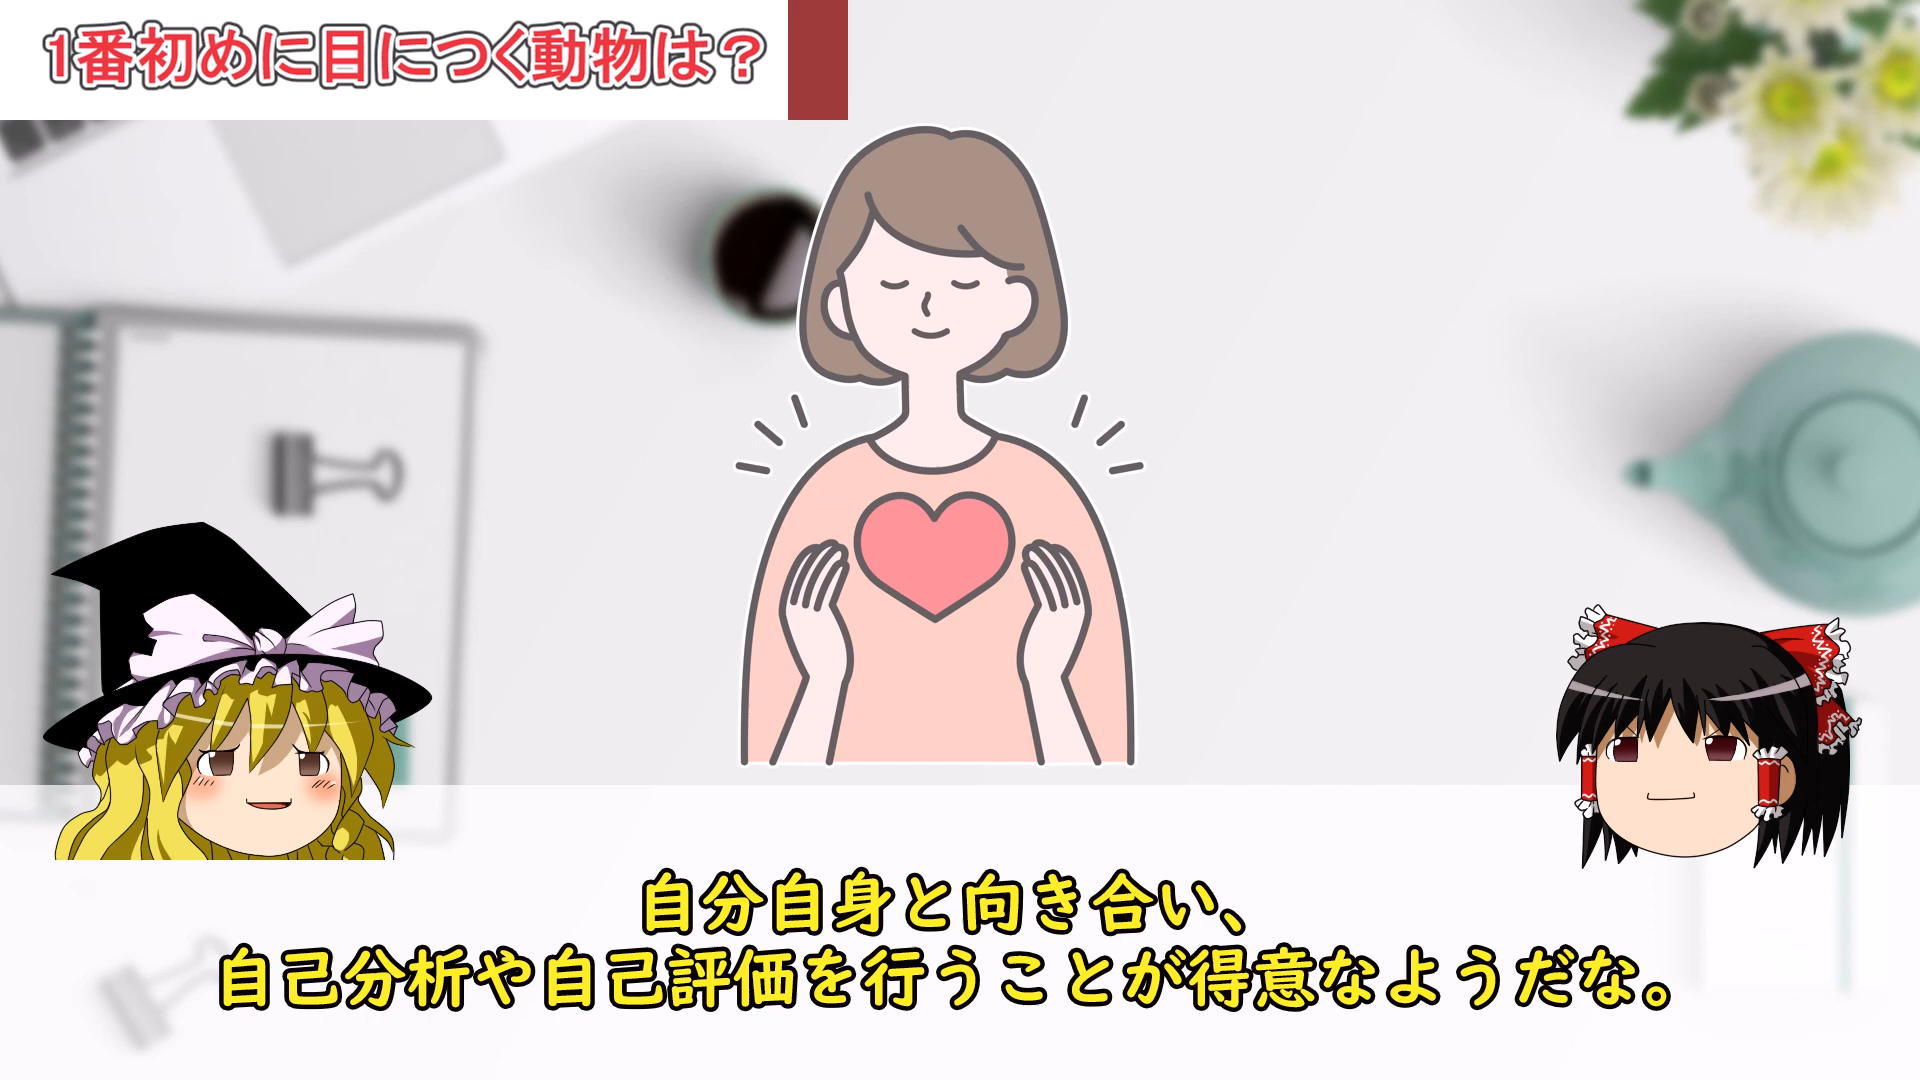 1番初めに目につく動物は？
自分自身と向き合い、
自己分析や自己評価を行うことが得意なようだな。